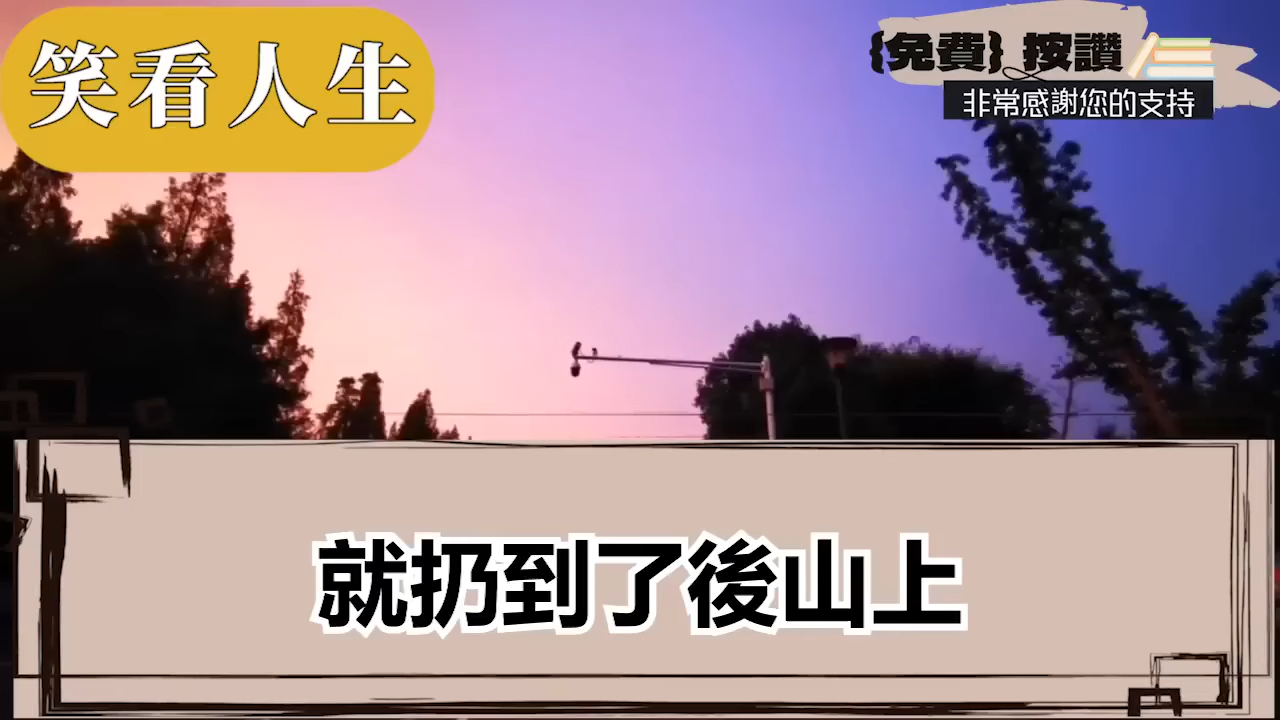 笑看人生
{免費} 按讚
非常感謝您的支持
就扔到了後山上